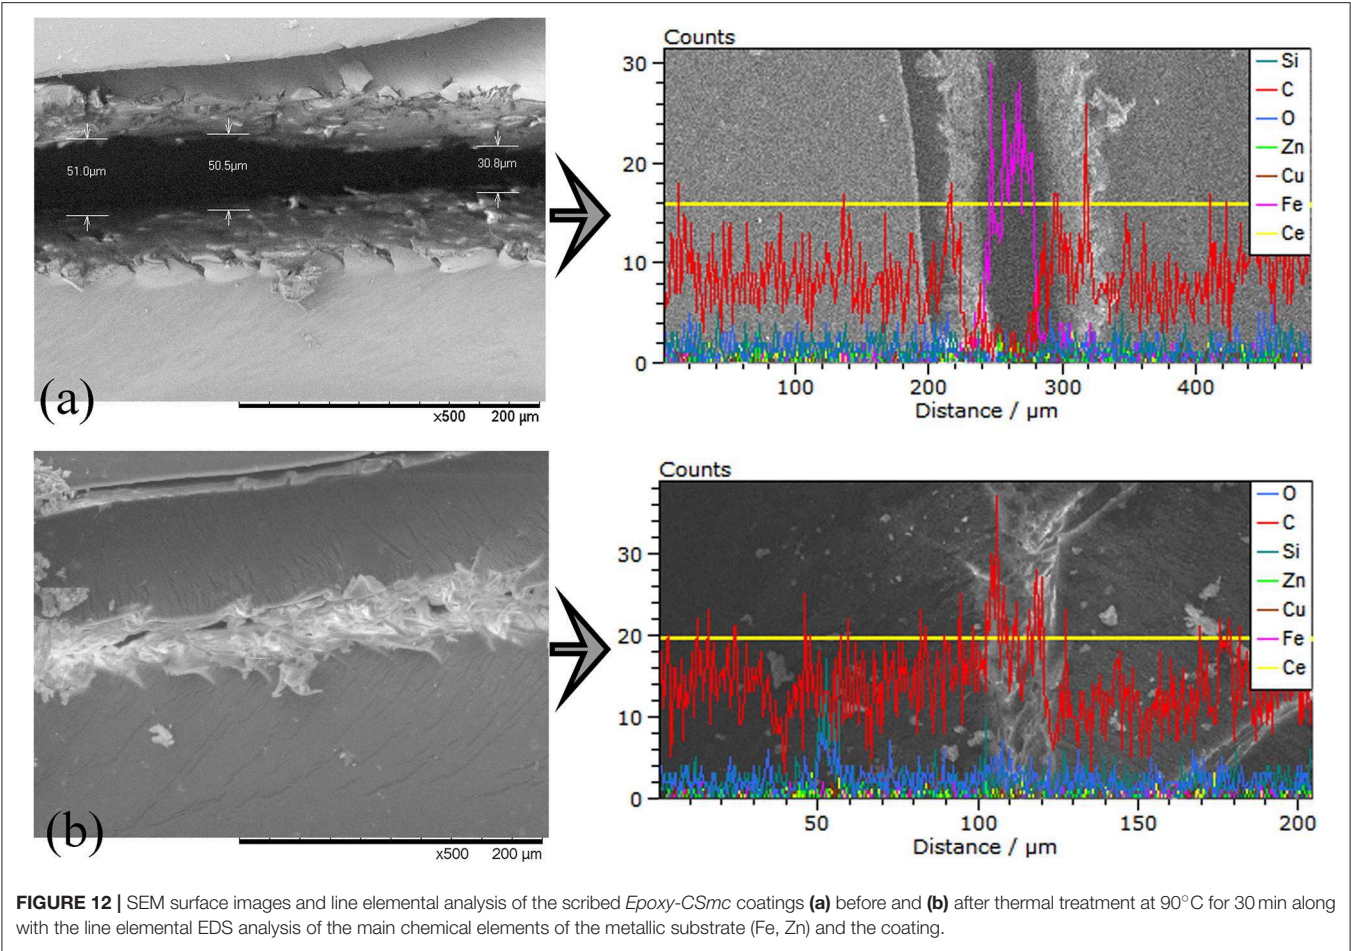 51.0µm
50.5µm
30.8µm
(a)
x500 200 µm
Counts
30
20
10
0
100 200 300 400
Distance / µm
Si
C
O
Zn
Cu
Fe
Ce
(b)
x500 200 µm
Counts
30
20
10
0
50 100 150 200
Distance / µm
O
C
Si
Zn
Cu
Fe
Ce
FIGURE 12 | SEM surface images and line elemental analysis of the scribed Epoxy-CSmc coatings (a) before and (b) after thermal treatment at 90°C for 30 min along
with the line elemental EDS analysis of the main chemical elements of the metallic substrate (Fe, Zn) and the coating.